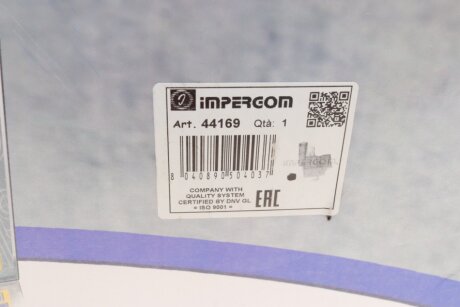 IMPERGOM
Art. 44169 Qtà: 1
IMPERGOM
8 040890 504037
COMPANY WITH
QUALITY SYSTEM
CERTIFIED BY DNV GL
= ISO 9001 =
EAC